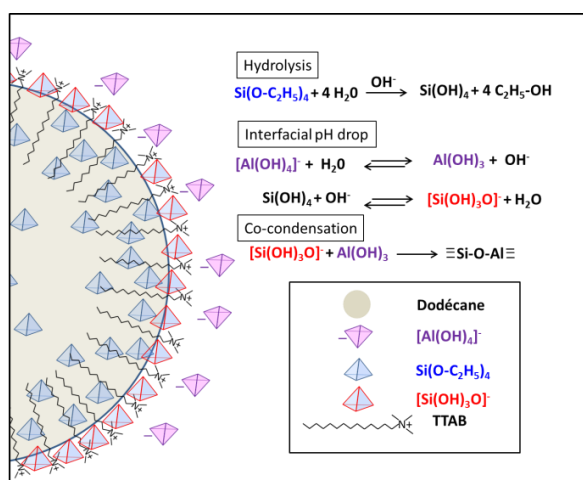 Hydrolysis
Si(O-C₂H₅)₄ + 4 H₂0 OH⁻ → Si(OH)₄ + 4 C₂H₅-OH
Interfacial pH drop
[Al(OH)₄]⁻ + H₂0 ⇌ Al(OH)₃ + OH⁻
Si(OH)₄ + OH⁻ ⇌ [Si(OH)₃O]⁻ + H₂O
Co-condensation
[Si(OH)₃O]⁻ + Al(OH)₃ → ≡Si-O-Al≡
Dodécane
[Al(OH)₄]⁻
Si(O-C₂H₅)₄
[Si(OH)₃O]⁻
N+ TTAB